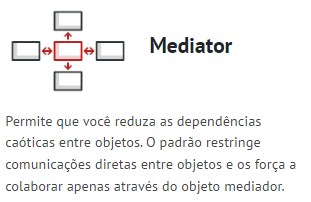 Mediator
Permite que você reduza as dependências
caóticas entre objetos. O padrão restringe
comunicações diretas entre objetos e os força a
colaborar apenas através do objeto mediador.